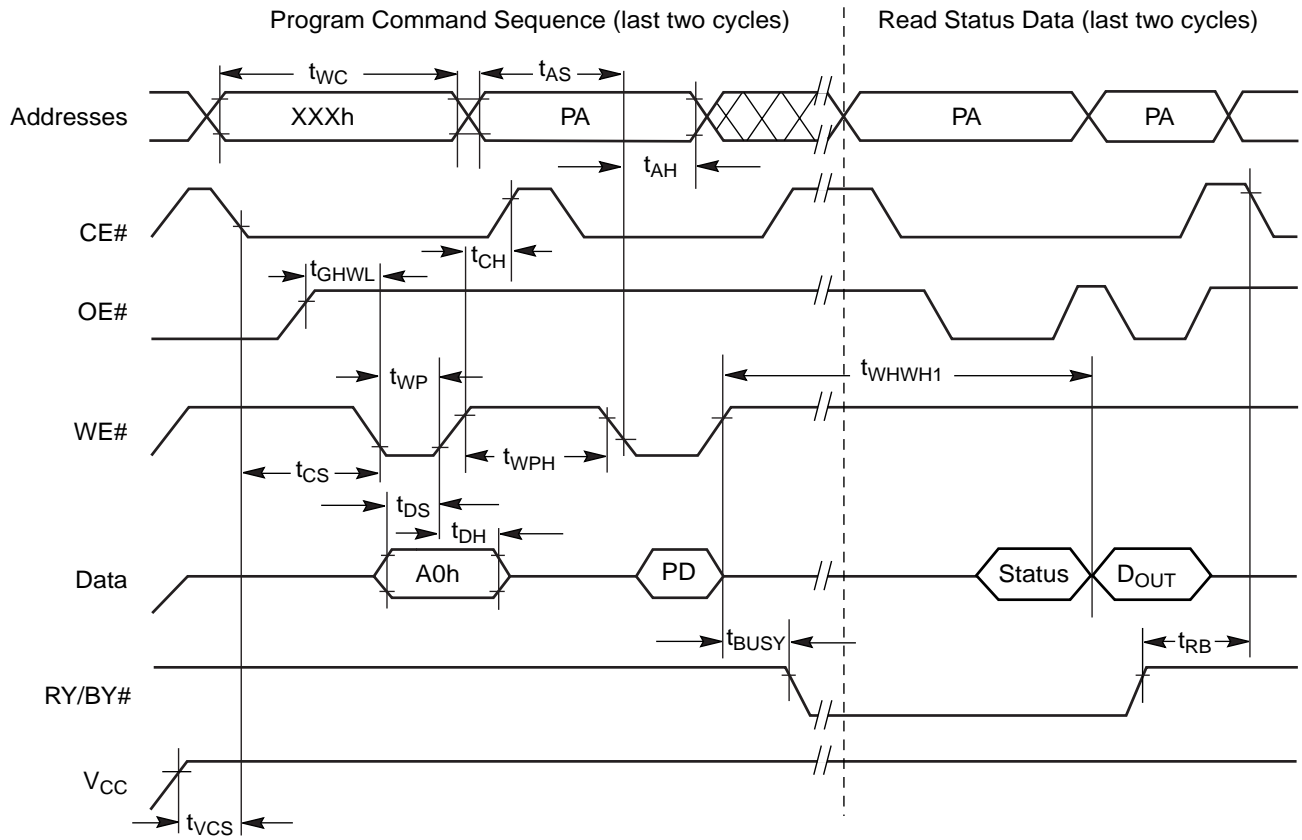 Program Command Sequence (last two cycles)
Read Status Data (last two cycles)
tWC
tAS
Addresses
XXXh
PA
PA
PA
tAH
CE#
tCH
tGHWL
OE#
tWP
tWHWH1
WE#
tCS
tWPH
tDS
tDH
Data
A0h
PD
Status
DOUT
tBUSY
tRB
RY/BY#
VCC
tVCS